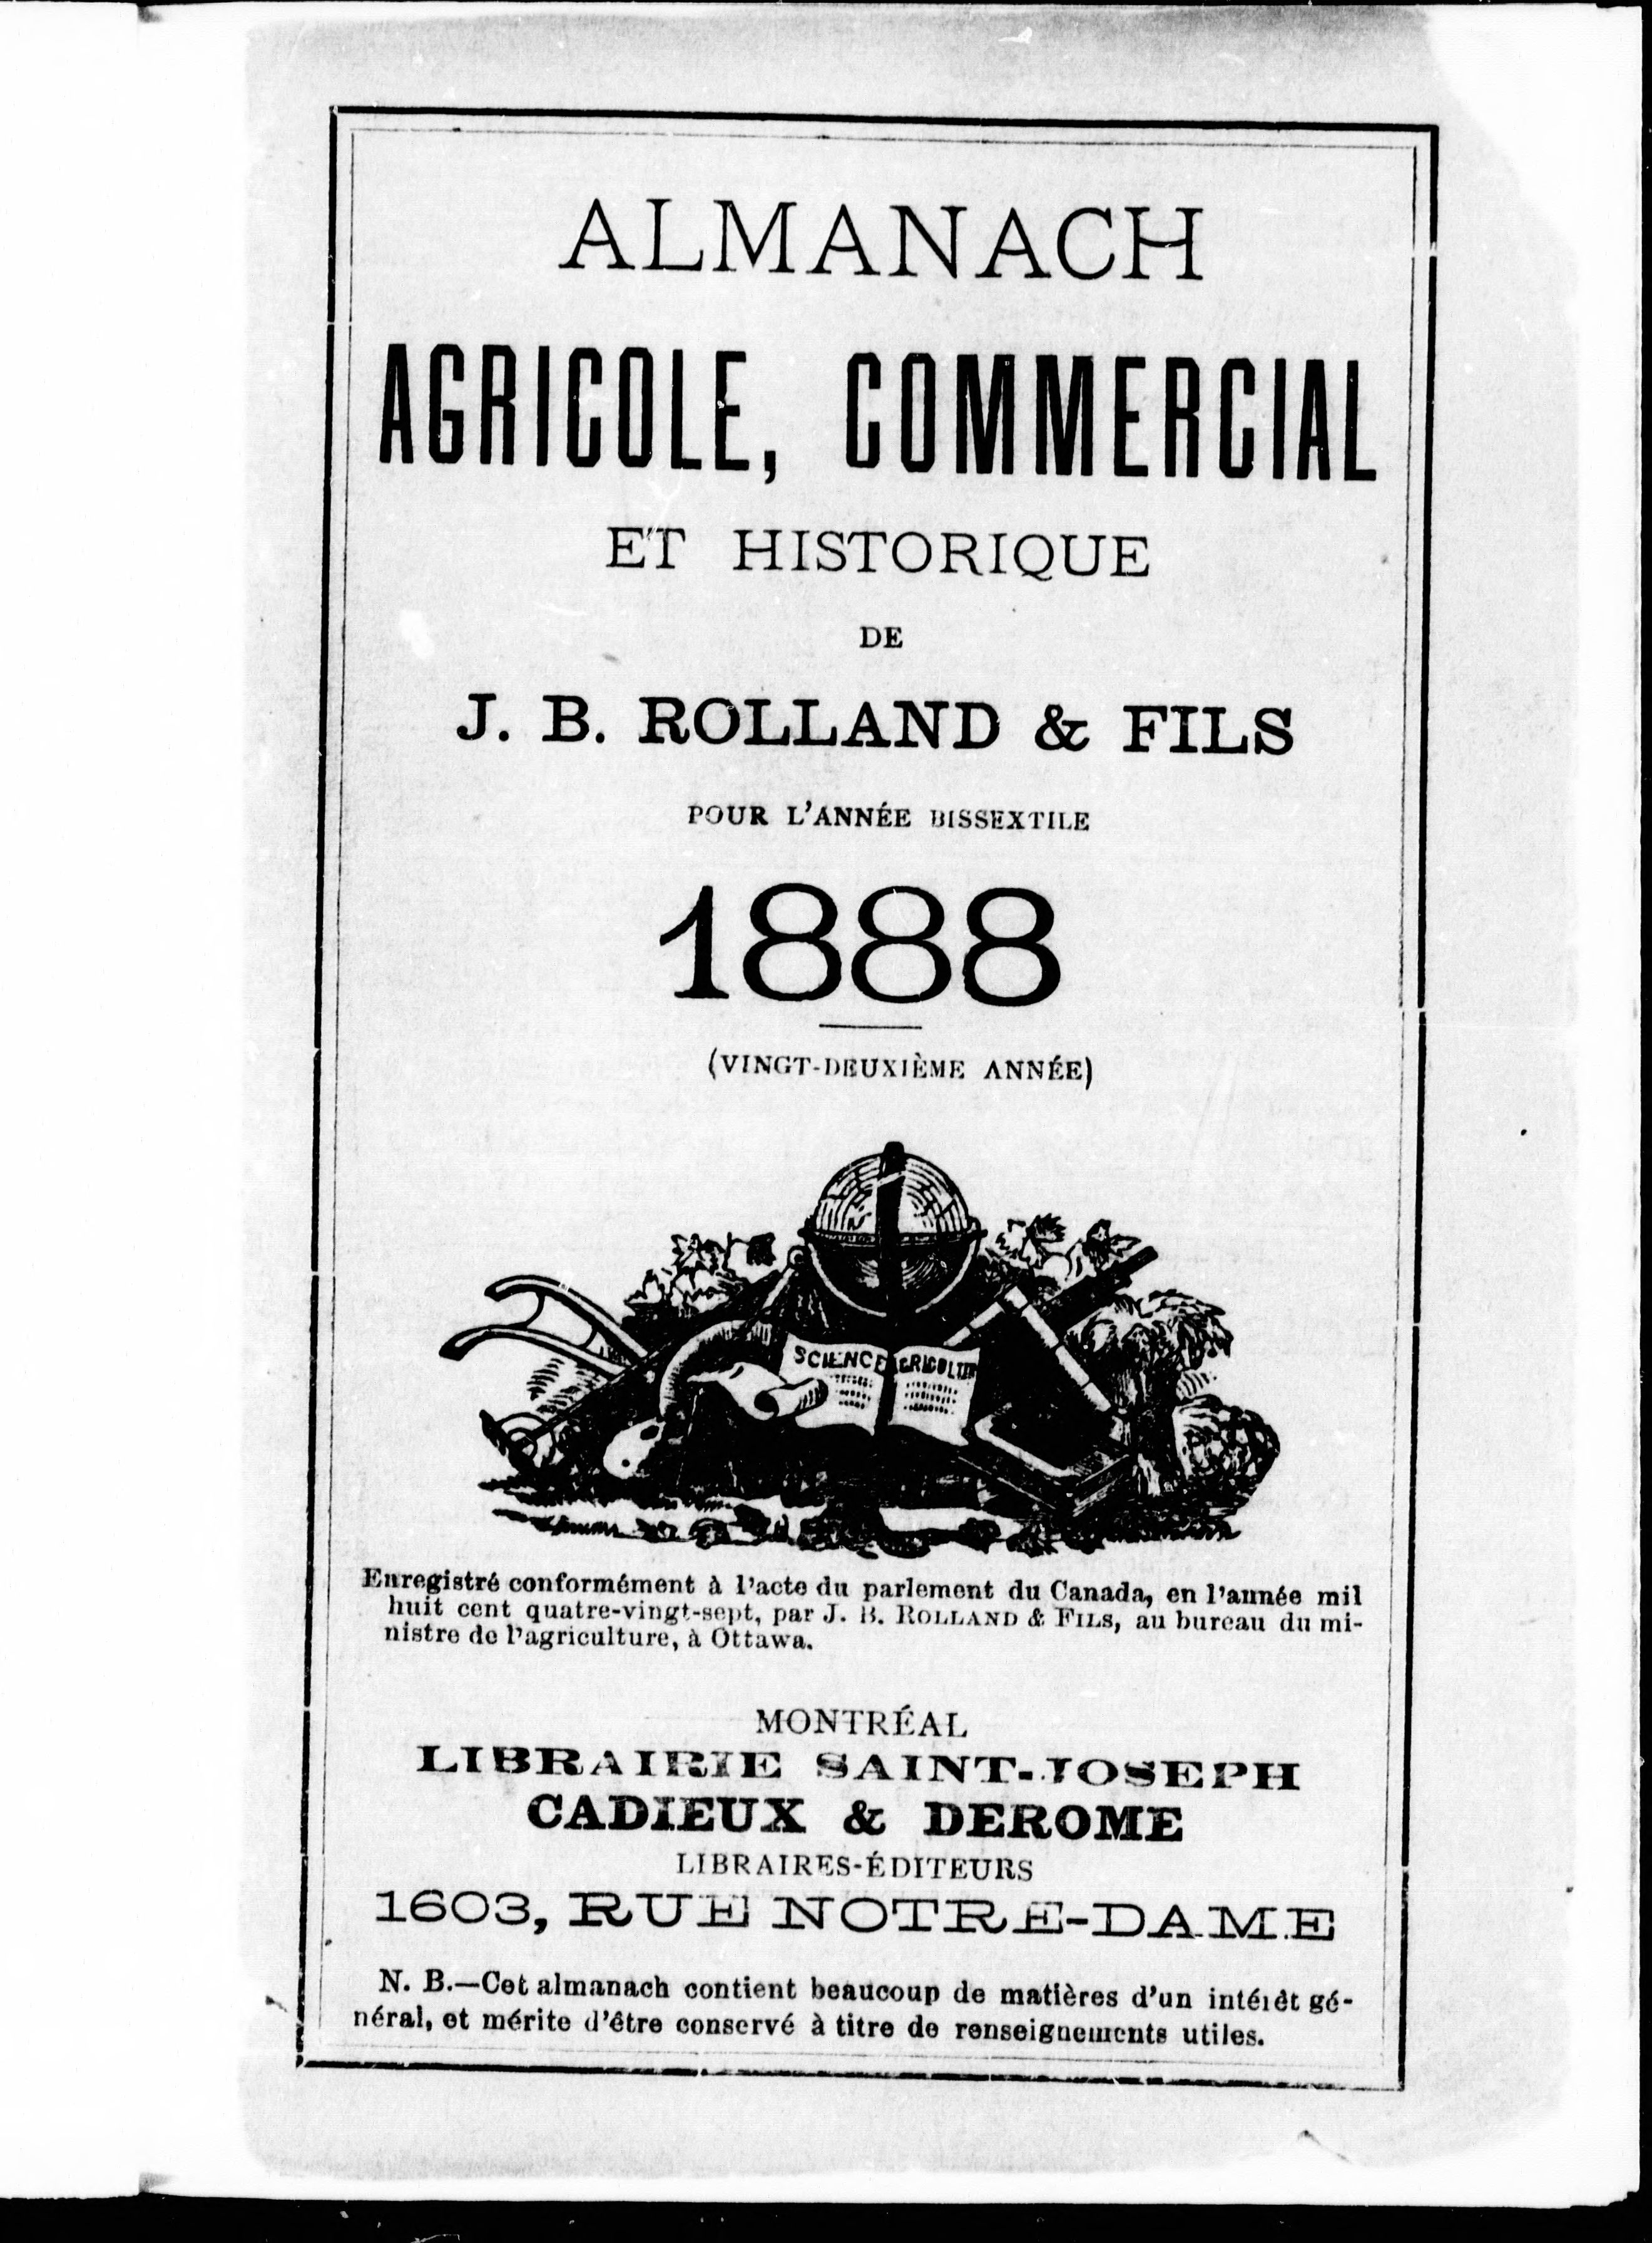 ALMANACH
AGRICOLE, COMMERCIAL
ET HISTORIQUE
DE
J. B. ROLLAND & FILS
POUR L'ANNÉE BISSEXTILE
1888
(VINGT-DEUXIÈME ANNÉE)
SCIENCE AGRICULTUR
Enregistré conformément à l'acte du parlement du Canada, en l'année mil
huit cent quatre-vingt-sept, par J. B. ROLLAND & FILS, au bureau du mi-
nistre de l'agriculture, à Ottawa.
MONTRÉAL
LIBRAIRIE SAINT-JOSEPH
CADIEUX & DEROME
LIBRAIRES-ÉDITEURS
1603, RUE NOTRE-DAME
N. B.—Cet almanach contient beaucoup de matières d'un intérêt gé-
néral, et mérite d'être conservé à titre de renseignements utiles.